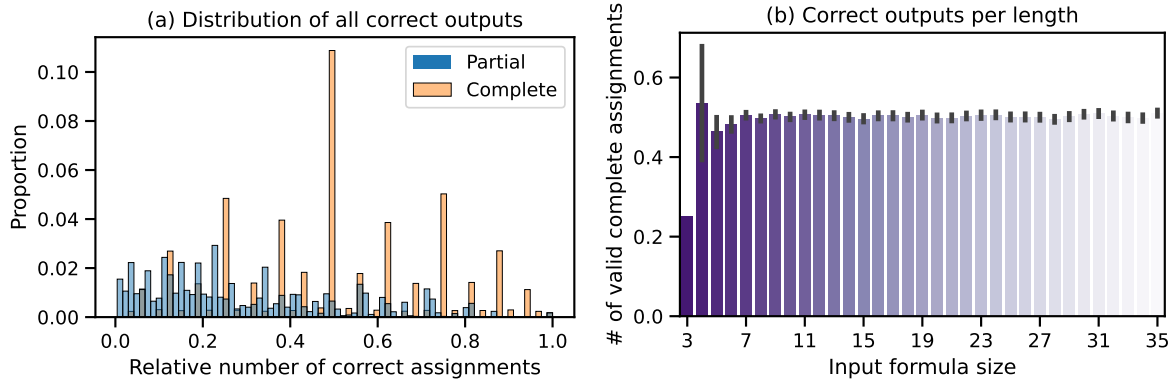 (a) Distribution of all correct outputs
Proportion
0.10
0.08
0.06
0.04
0.02
0.00
Partial
Complete
0.0 0.2 0.4 0.6 0.8 1.0
Relative number of correct assignments
(b) Correct outputs per length
# of valid complete assignments
0.6
0.4
0.2
0.0
3 7 11 15 19 23 27 31 35
Input formula size